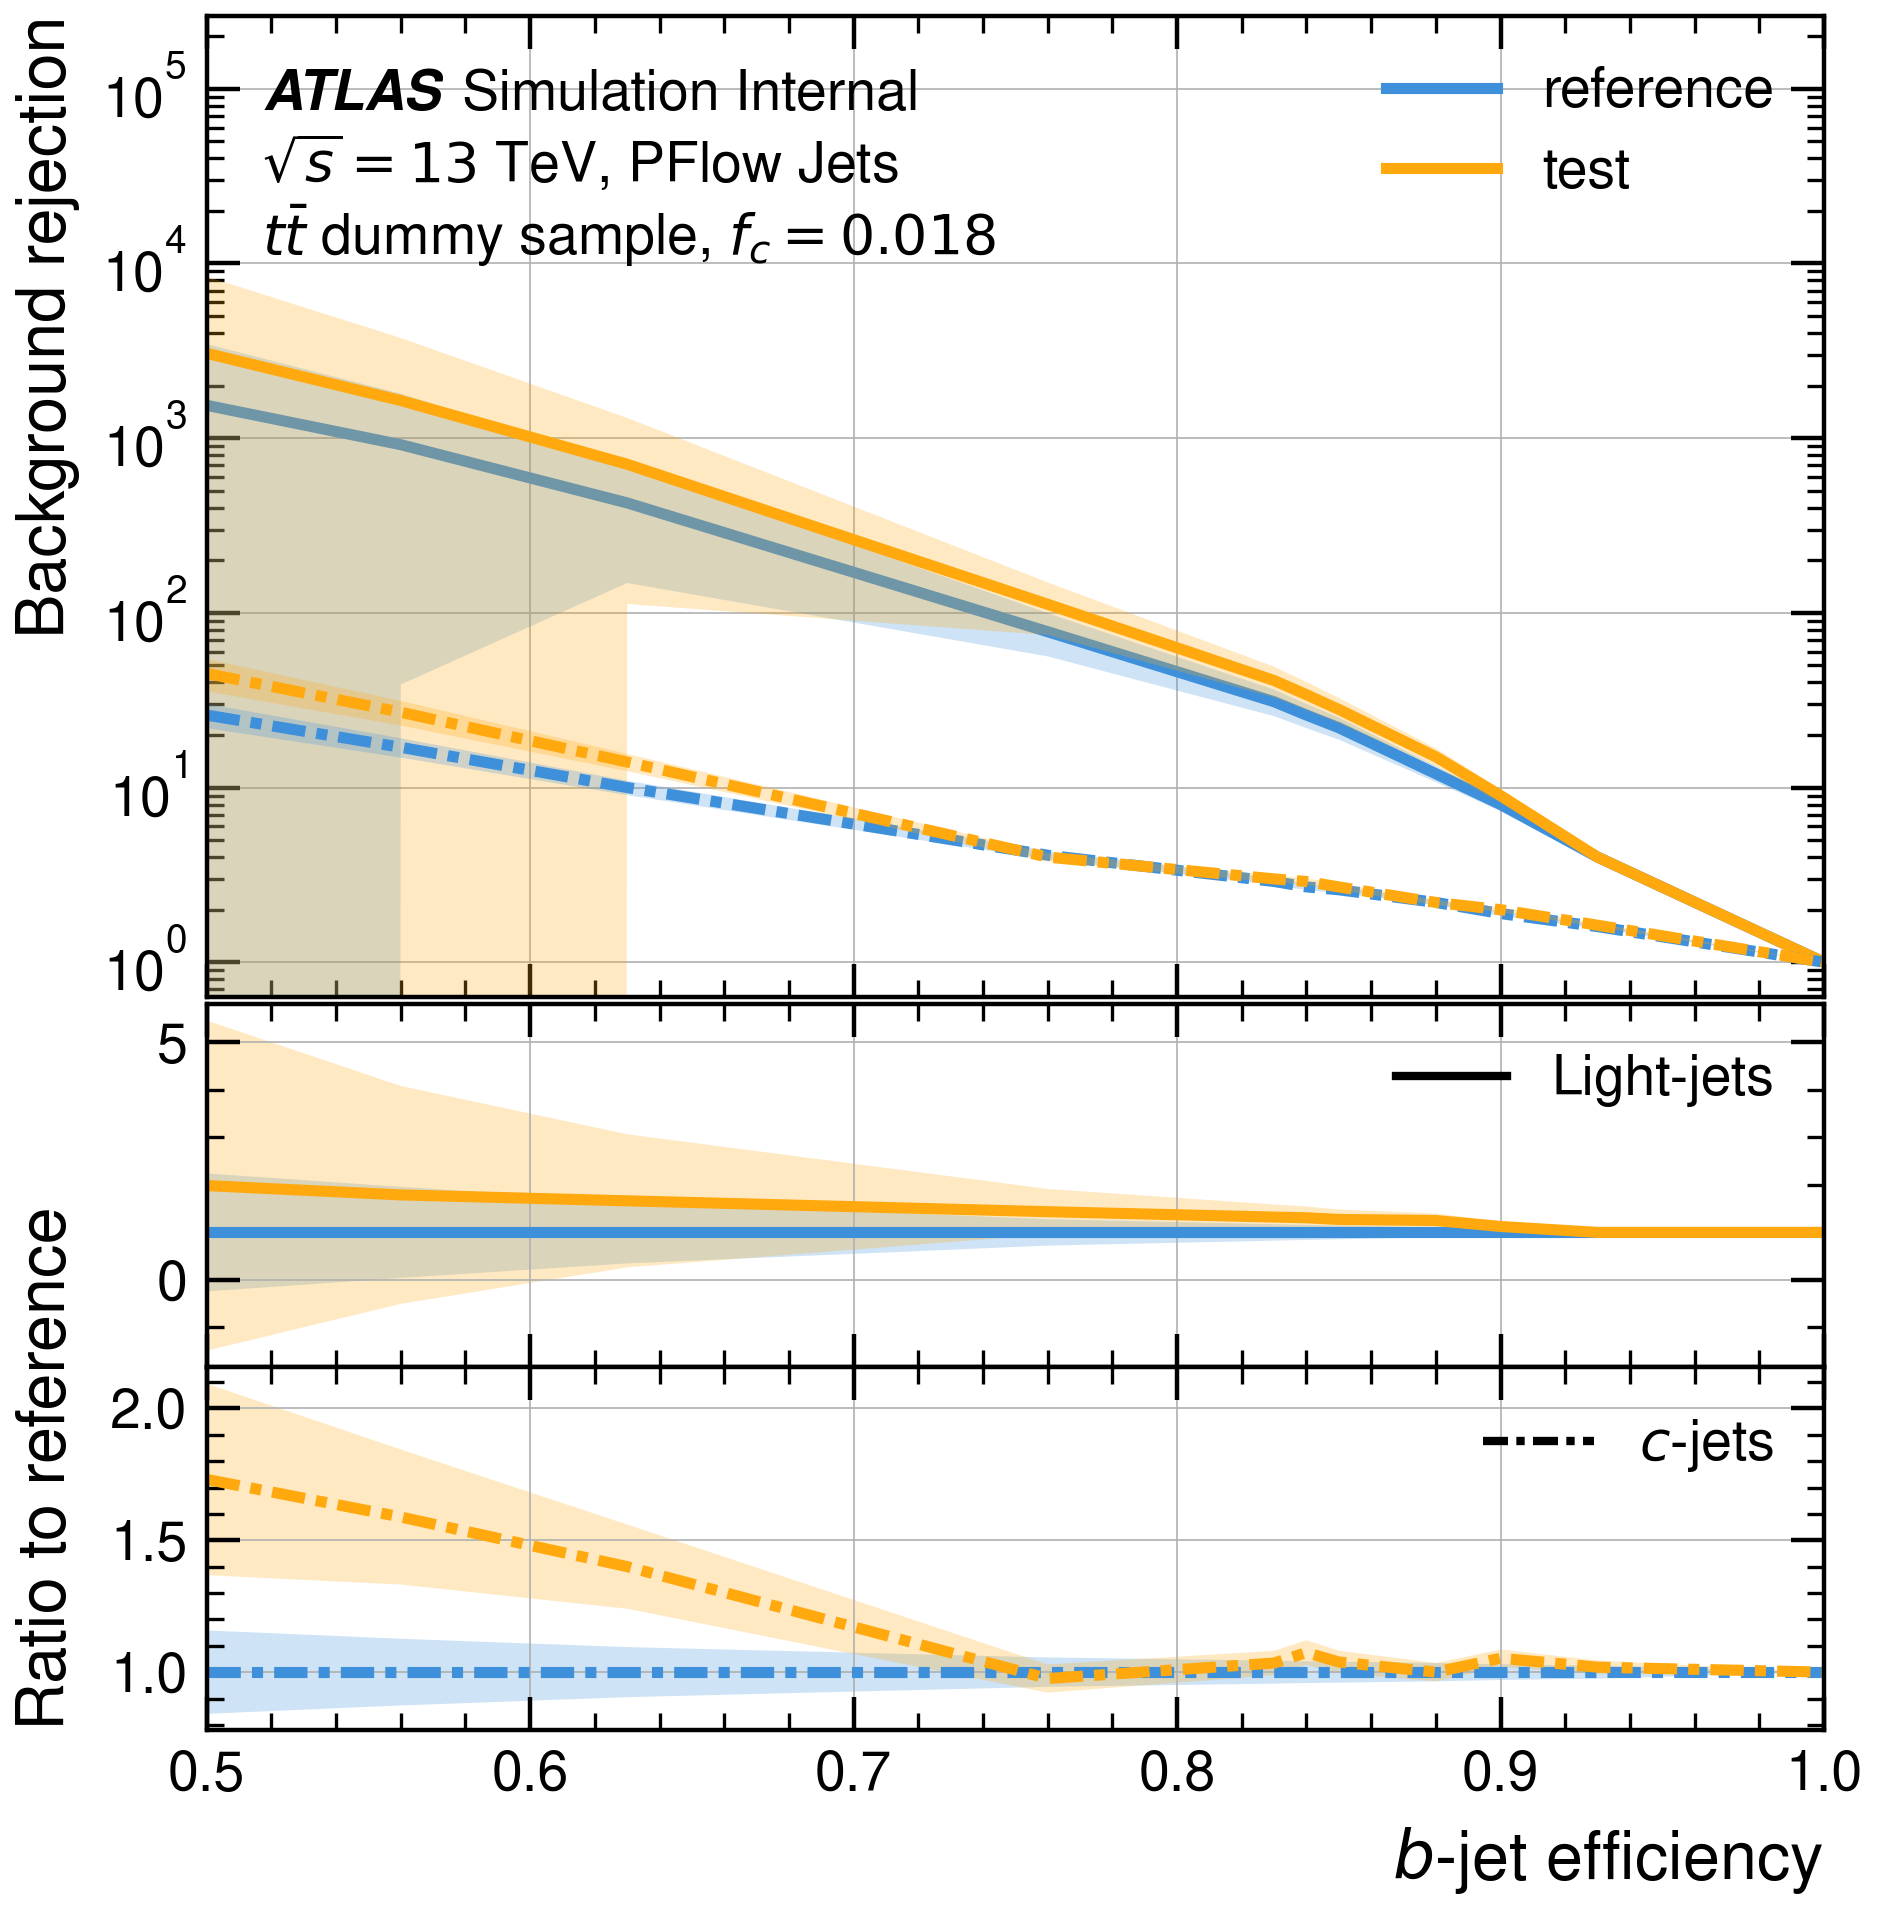 Background rejection
10^5
10^4
10^3
10^2
10^1
10^0
ATLAS Simulation Internal
√s = 13 TeV, PFlow Jets
tt̄ dummy sample, f_c = 0.018
reference
test
Ratio to reference
5
0
Light-jets
2.0
1.5
1.0
c-jets
0.5 0.6 0.7 0.8 0.9 1.0
b-jet efficiency